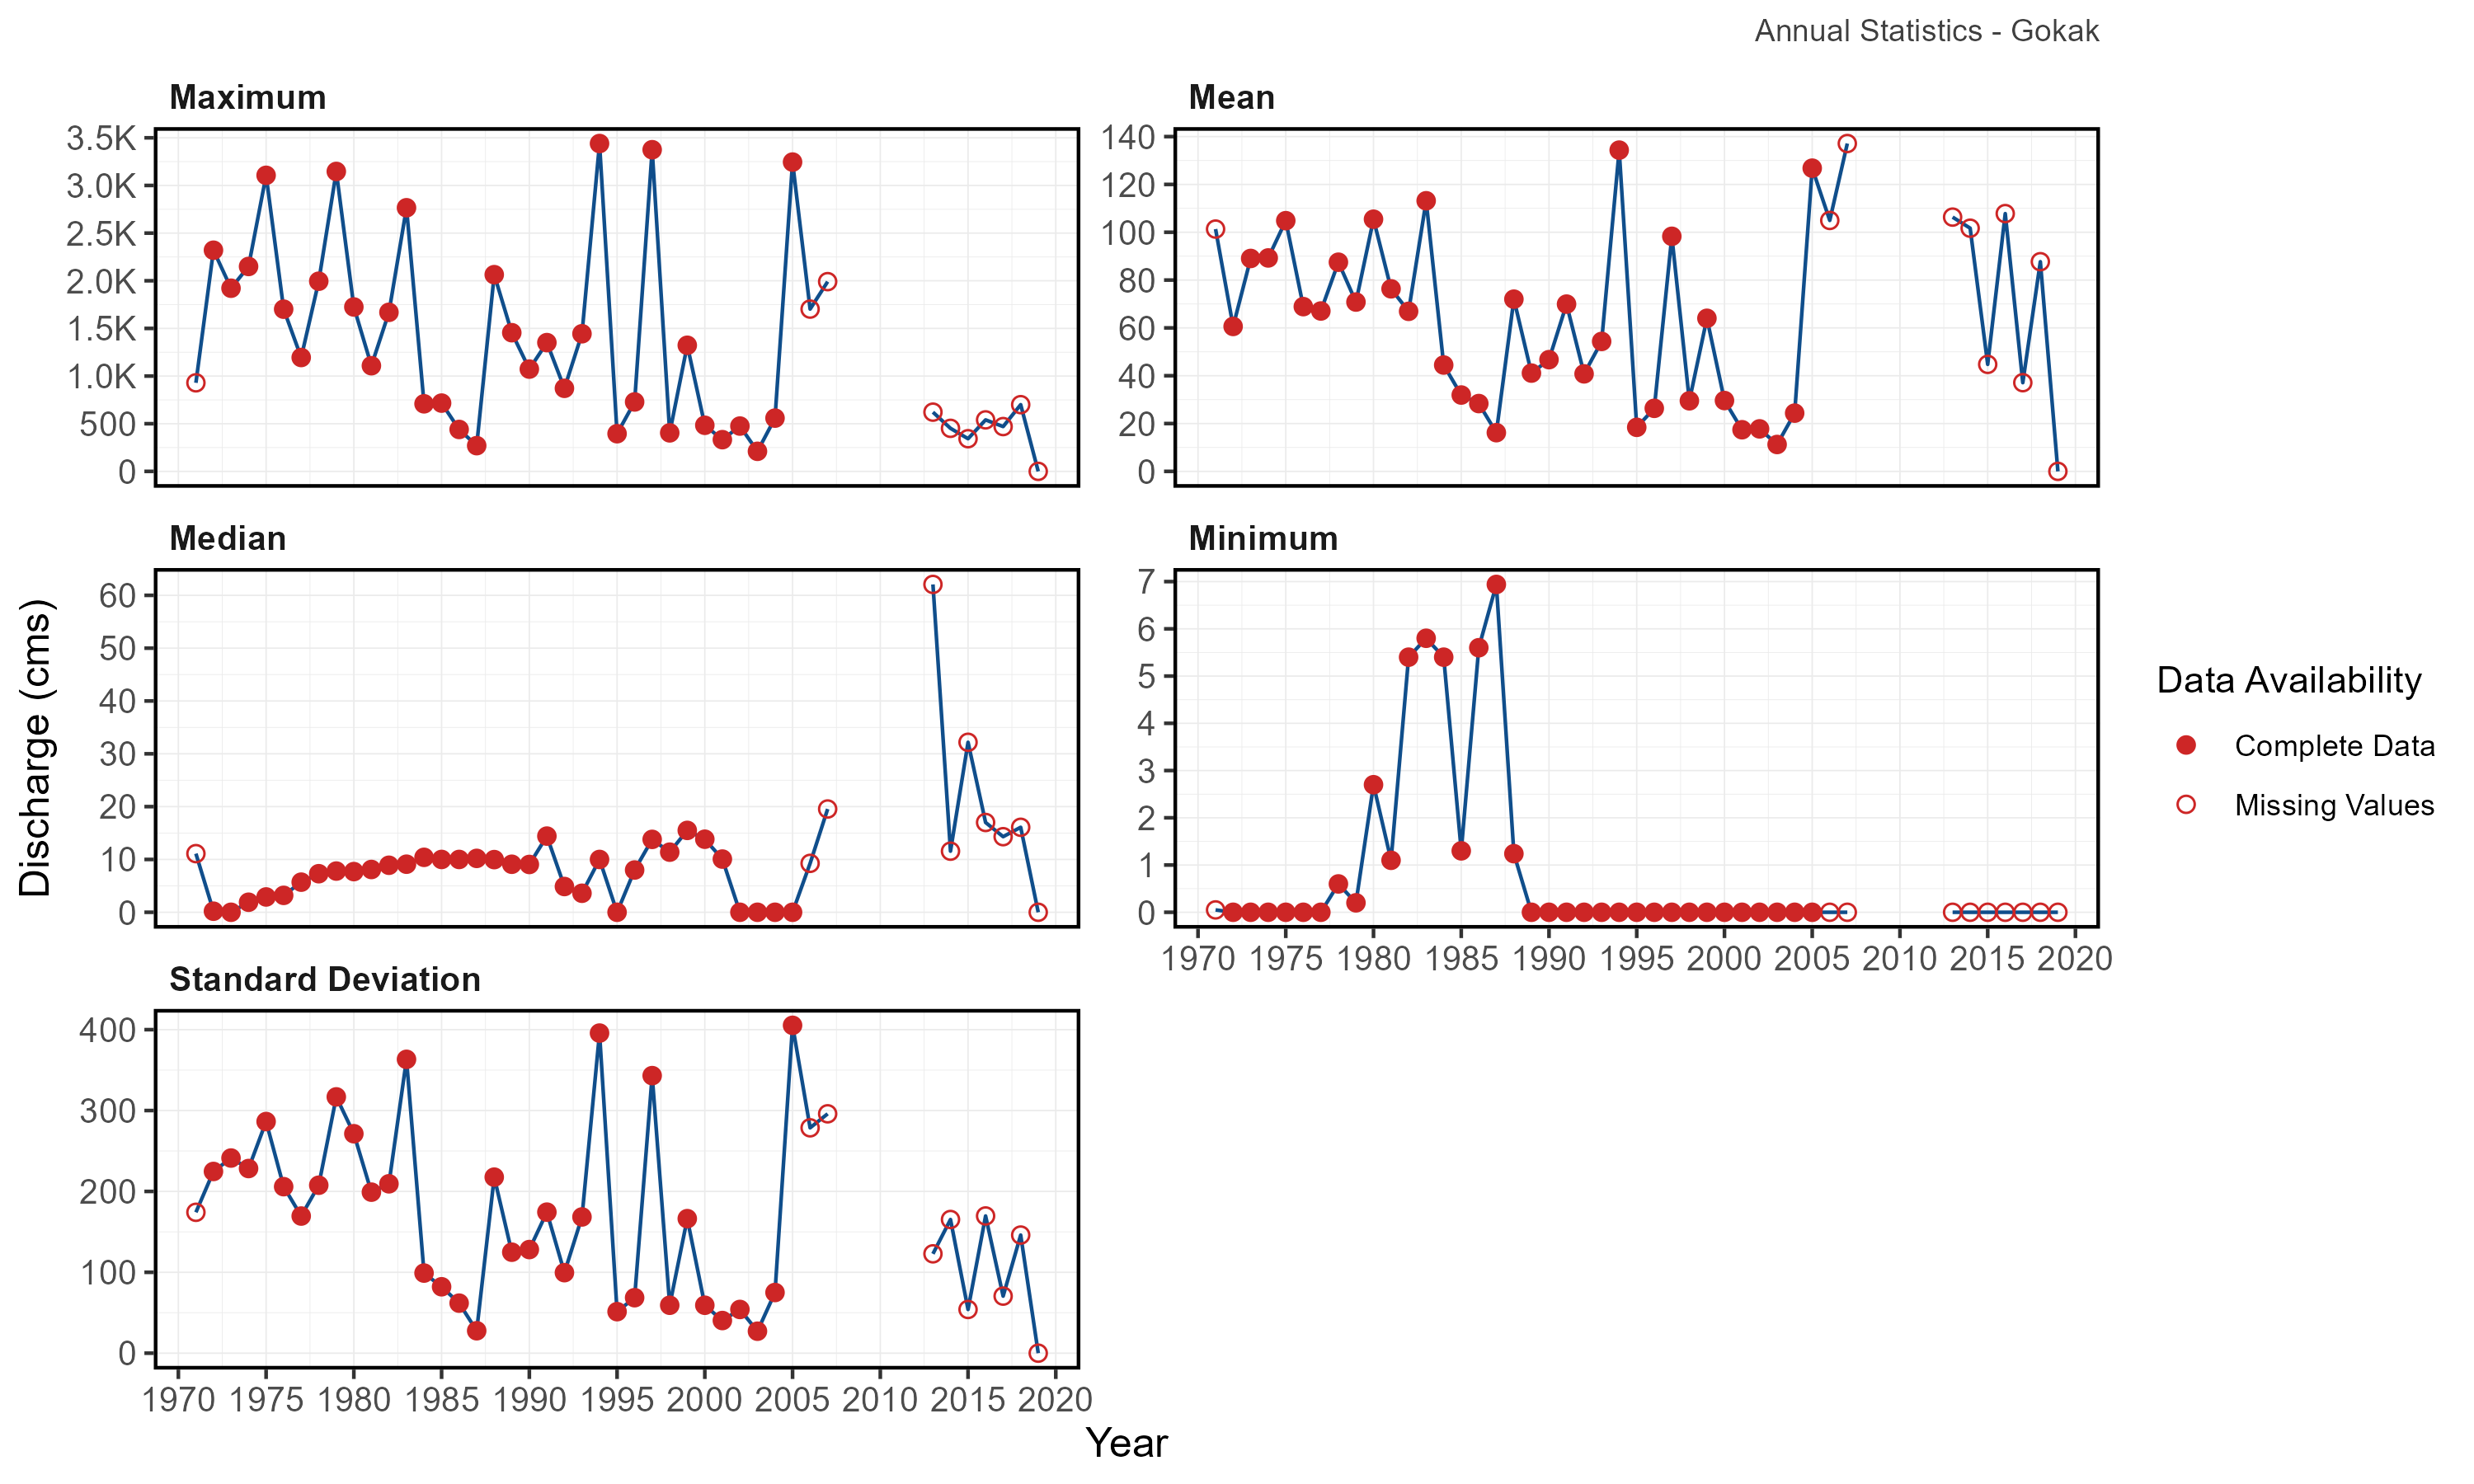 Annual Statistics - Gokak
Maximum
3.5K
3.0K
2.5K
2.0K
1.5K
1.0K
500
0
Mean
140
120
100
80
60
40
20
0
Median
60
50
40
30
20
10
0
Minimum
7
6
5
4
3
2
1
0
1970 1975 1980 1985 1990 1995 2000 2005 2010 2015 2020
Standard Deviation
400
300
200
100
0
1970 1975 1980 1985 1990 1995 2000 2005 2010 2015 2020
Discharge (cms)
Year
Data Availability
Complete Data
Missing Values